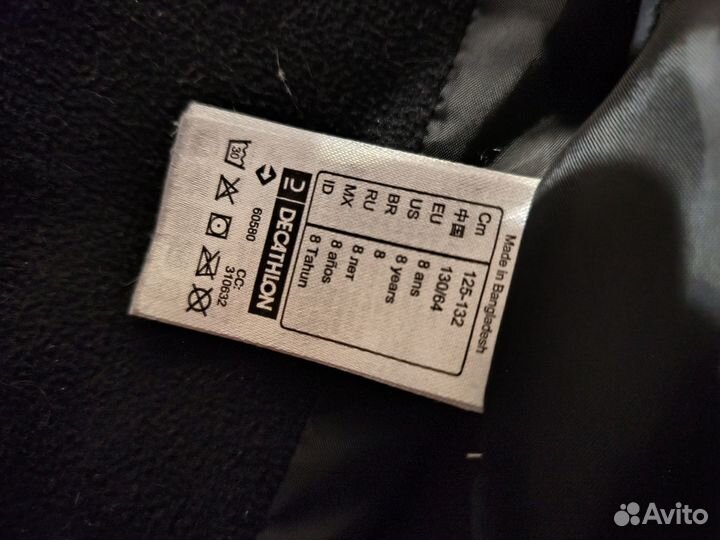 Made in Bangladesh
Cm 125-132
中国 130/64
EU 8 ans
US 8 years
BR 8
RU 8 лет
MX 8 años
ID 8 Tahun
DECATHLON
60580 CC:
310632
30
Avito